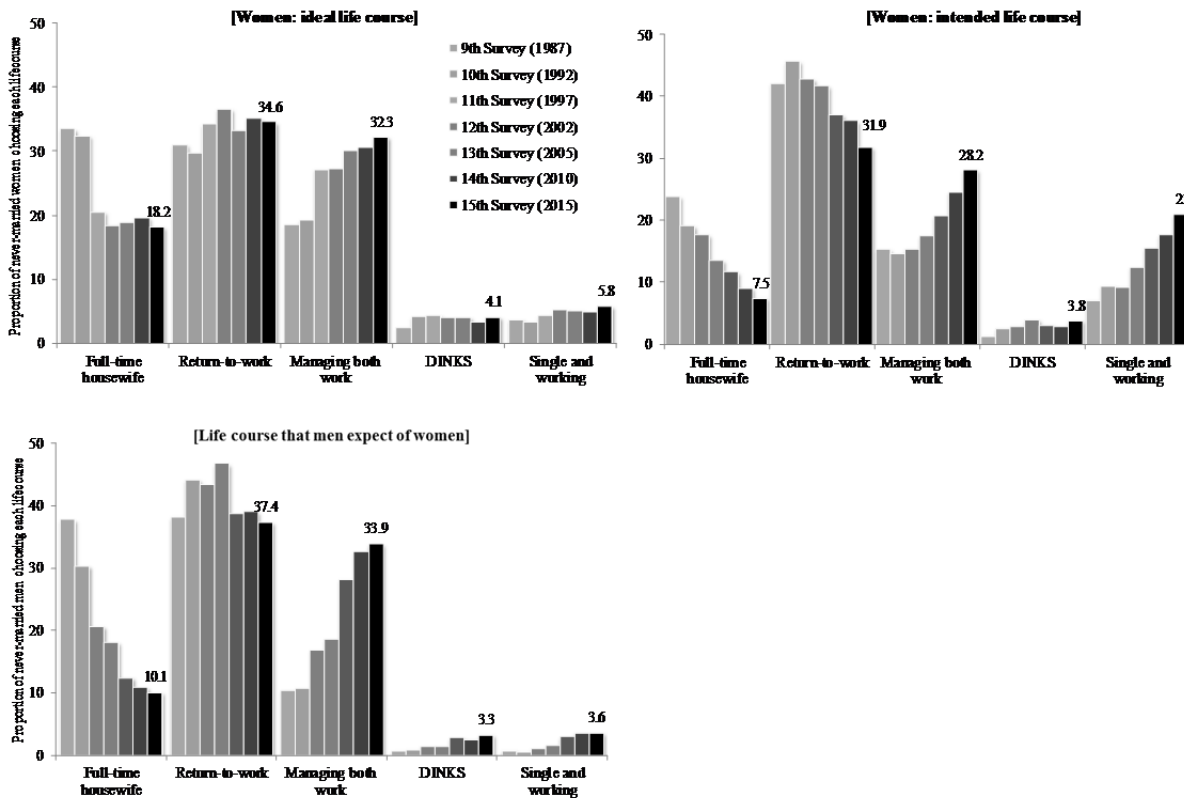 [Women: ideal life course]
Proportion of never-married women choosing each life course
50
40
30
20
10
0
9th Survey (1987)
10th Survey (1992)
11th Survey (1997)
12th Survey (2002)
13th Survey (2005)
14th Survey (2010)
15th Survey (2015)
18.2
34.6
32.3
4.1
5.8
Full-time
housewife
Return-to-work
Managing both
work
DINKS
Single and
working
[Women: intended life course]
50
40
30
20
10
0
7.5
31.9
28.2
3.8
Full-time
housewife
Return-to-work
Managing both
work
DINKS
Single and
working
[Life course that men expect of women]
Proportion of never-married men choosing each life course
50
40
30
20
10
0
10.1
37.4
33.9
3.3
3.6
Full-time
housewife
Return-to-work
Managing both
work
DINKS
Single and
working